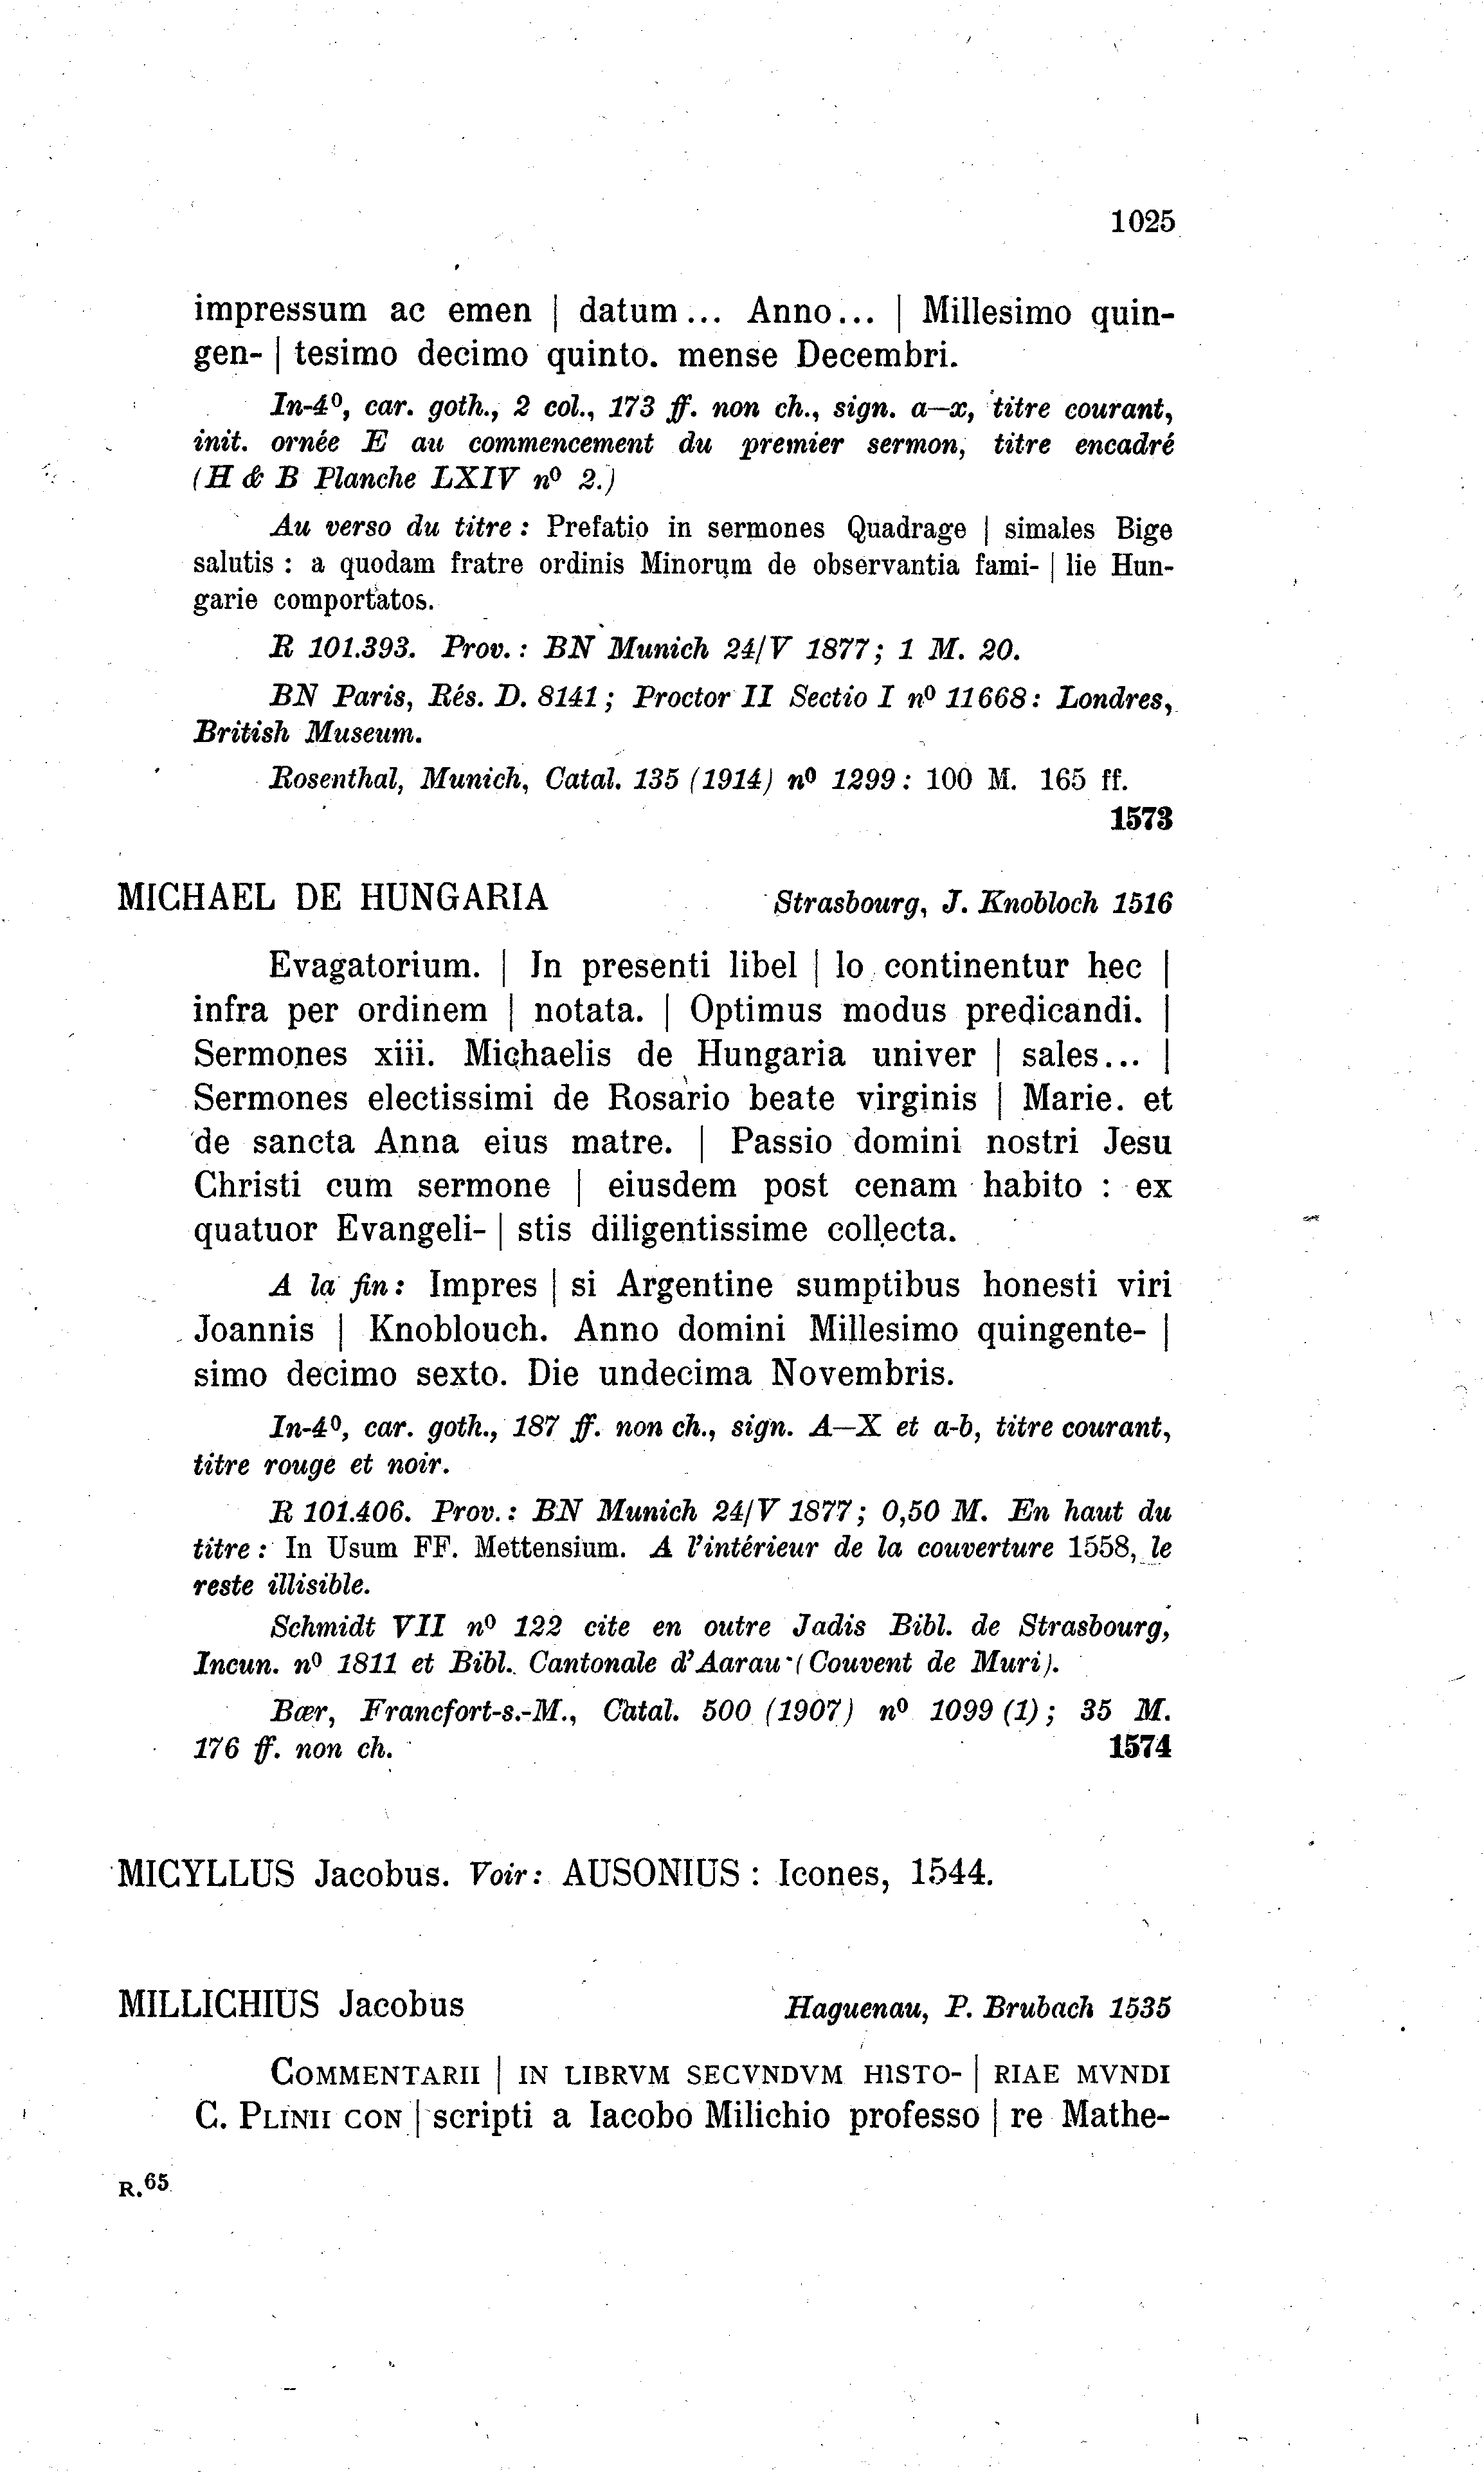 1025
impressum ac emen | datum... Anno... | Millesimo quin-
gen- | tesimo decimo quinto. mense Decembri.
In-4⁰, car. goth., 2 col., 173 ff. non ch., sign. a—x, titre courant,
init. ornée E au commencement du premier sermon, titre encadré
(H & B Planche LXIV n⁰ 2.)
Au verso du titre : Prefatio in sermones Quadrage | simales Bige
salutis : a quodam fratre ordinis Minorum de observantia fami- | lie Hun-
garie comportatos.
R 101.393. Prov. : BN Munich 24/V 1877; 1 M. 20.
BN Paris, Rés. D. 8141; Proctor II Sectio I n⁰ 11668: Londres,
British Museum.
Rosenthal, Munich, Catal. 135 (1914) n⁰ 1299: 100 M. 165 ff.
1573
MICHAEL DE HUNGARIA Strasbourg, J. Knobloch 1516
Evagatorium. | In presenti libel | lo continentur hec |
infra per ordinem | notata. | Optimus modus predicandi. |
Sermones xiii. Michaelis de Hungaria univer | sales... |
Sermones electissimi de Rosario beate virginis | Marie. et
de sancta Anna eius matre. | Passio domini nostri Jesu
Christi cum sermone | eiusdem post cenam habito : ex
quatuor Evangeli- | stis diligentissime collecta.
A la fin: Impres | si Argentine sumptibus honesti viri
Joannis | Knoblouch. Anno domini Millesimo quingente- |
simo decimo sexto. Die undecima Novembris.
In-4⁰, car. goth., 187 ff. non ch., sign. A—X et a-b, titre courant,
titre rouge et noir.
R 101.406. Prov. : BN Munich 24/V 1877; 0,50 M. En haut du
titre : In Usum FF. Mettensium. A l'intérieur de la couverture 1558, le
reste illisible.
Schmidt VII n⁰ 122 cite en outre Jadis Bibl. de Strasbourg,
Incun. n⁰ 1811 et Bibl. Cantonale d'Aarau (Couvent de Muri).
Bær, Francfort-s.-M., Catal. 500 (1907) n⁰ 1099 (1); 35 M.
176 ff. non ch. 1574
MICYLLUS Jacobus. Voir: AUSONIUS : Icones, 1544.
MILLICHIUS Jacobus Haguenau, P. Brubach 1535
COMMENTARII | IN LIBRVM SECVNDVM HISTO- | RIAE MVNDI
C. PLINII CON | scripti a Iacobo Milichio professo | re Mathe-
R.65